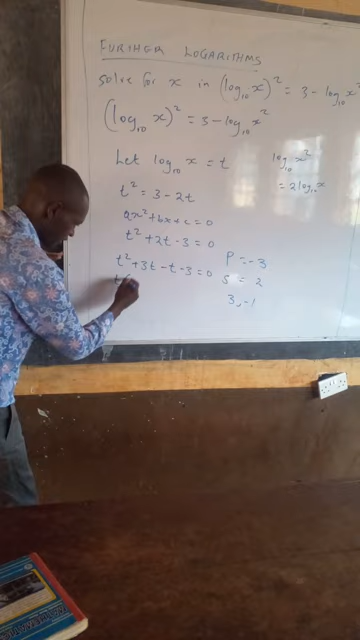 FURTHER LOGARITHMS
solve for x in (log₁₀ x)² = 3 - log₁₀ x²
(log₁₀ x)² = 3 - log₁₀ x²
Let log₁₀ x = t
log₁₀ x²
= 2log₁₀ x
t² = 3 - 2t
ax² + bx + c = 0
t² + 2t - 3 = 0
t² + 3t - t - 3 = 0
P = -3
S = 2
3, -1